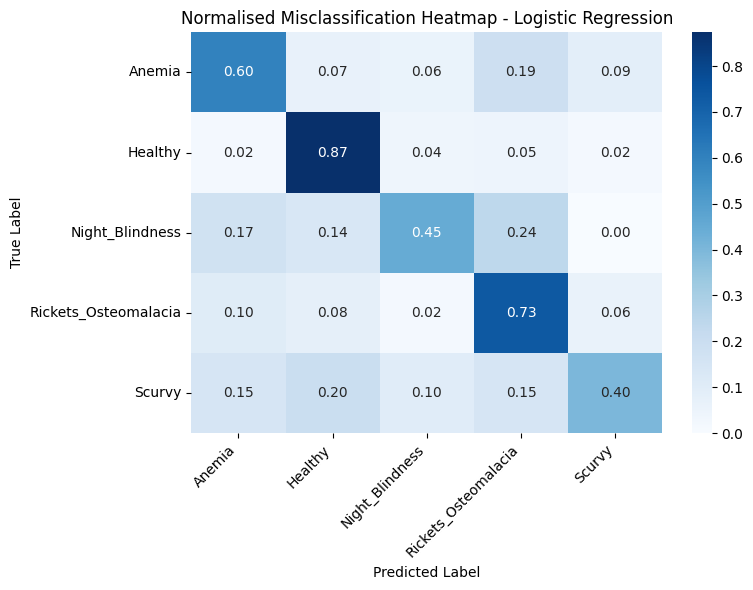 Normalised Misclassification Heatmap - Logistic Regression
True Label
Anemia 0.60 0.07 0.06 0.19 0.09
Healthy 0.02 0.87 0.04 0.05 0.02
Night_Blindness 0.17 0.14 0.45 0.24 0.00
Rickets_Osteomalacia 0.10 0.08 0.02 0.73 0.06
Scurvy 0.15 0.20 0.10 0.15 0.40
Anemia Healthy Night_Blindness Rickets_Osteomalacia Scurvy
Predicted Label
0.8
0.7
0.6
0.5
0.4
0.3
0.2
0.1
0.0